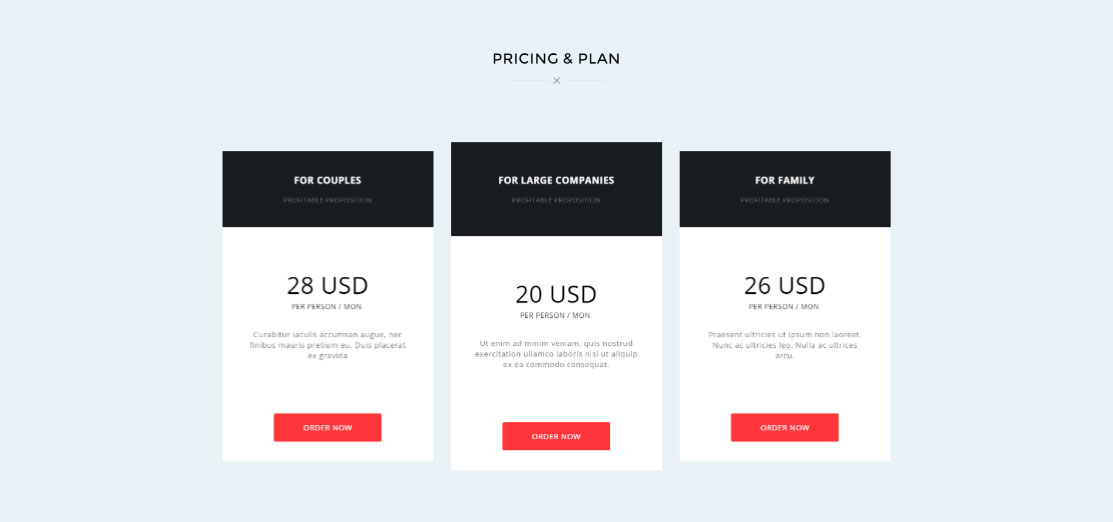 PRICING & PLAN
FOR COUPLES
PROFITABLE PROPOSITION
28 USD
PER PERSON / MON.
Curabitur iaculis accumsan augue, nec
finibus mauris pretium eu. Duis placerat
ex gravida
ORDER NOW
FOR LARGE COMPANIES
PROFITABLE PROPOSITION
20 USD
PER PERSON / MON.
Ut enim ad minim veniam, quis nostrud
exercitation ullamco laboris nisi ut aliquip
ex ea commodo consequat.
ORDER NOW
FOR FAMILY
PROFITABLE PROPOSITION
26 USD
PER PERSON / MON.
Praesent ultricies ut ipsum non laoreet.
Nunc ac ultricies leo. Nulla ac ultrices
arcu.
ORDER NOW